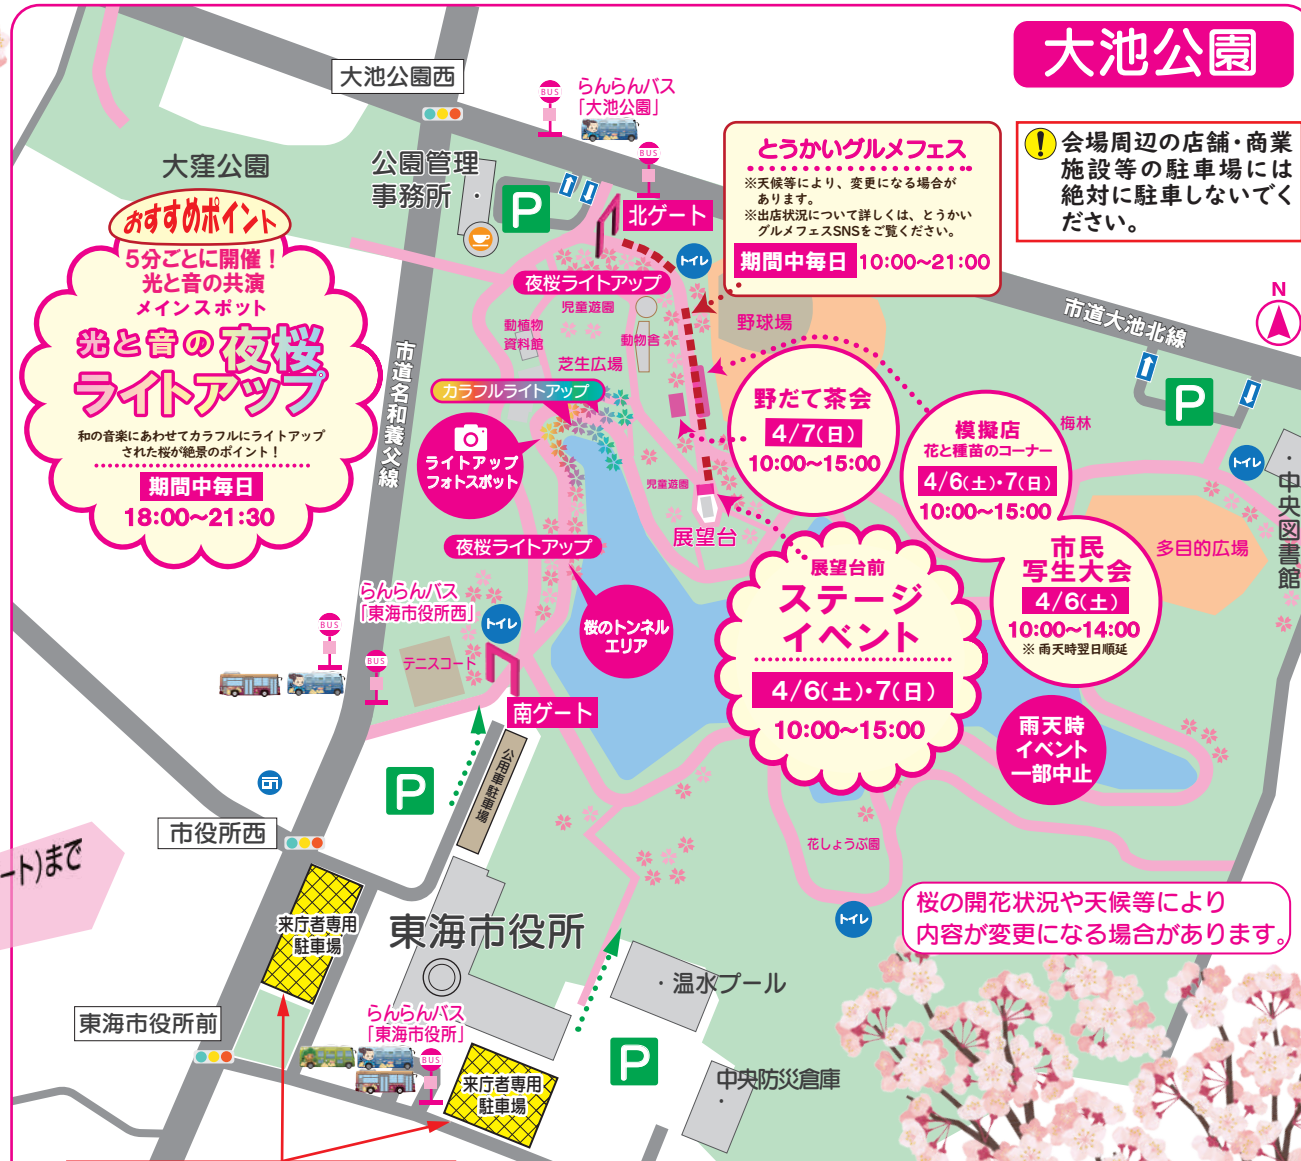 大池公園
大池公園西
らんらんバス
「大池公園」
BUS
BUS
大窪公園
公園管理
事務所
P
北ゲート
トイレ
とうかいグルメフェス
※天候等により、変更になる場合が
あります。
※出店状況について詳しくは、とうかい
グルメフェスSNSをご覧ください。
期間中毎日 10:00~21:00
! 会場周辺の店舗・商業
施設等の駐車場には
絶対に駐車しないでく
ださい。
N
市道大池北線
おすすめポイント
5分ごとに開催!
光と音の共演
メインスポット
光と音の夜桜
ライトアップ
和の音楽にあわせてカラフルにライトアップ
された桜が絶景のポイント!
期間中毎日
18:00~21:30
市道名和養父線
夜桜ライトアップ
児童遊園
動植物
資料館
動物舎
芝生広場
野球場
カラフルライトアップ
ライトアップ
フォトスポット
児童遊園
展望台
野だて茶会
4/7(日)
10:00~15:00
模擬店
花と種苗のコーナー
4/6(土)・7(日)
10:00~15:00
梅林
P
トイレ
・中央図書館
市民
写生大会
4/6(土)
10:00~14:00
※雨天時翌日順延
多目的広場
夜桜ライトアップ
桜のトンネル
エリア
展望台前
ステージ
イベント
4/6(土)・7(日)
10:00~15:00
雨天時
イベント
一部中止
らんらんバス
「東海市役所西」
BUS
BUS
トイレ
テニスコート
南ゲート
公用車駐車場
P
花しょうぶ園
トイレ
市役所西
ート)まで
来庁者専用
駐車場
東海市役所
・温水プール
桜の開花状況や天候等により
内容が変更になる場合があります。
東海市役所前
らんらんバス
「東海市役所」
BUS
来庁者専用
駐車場
P
中央防災倉庫